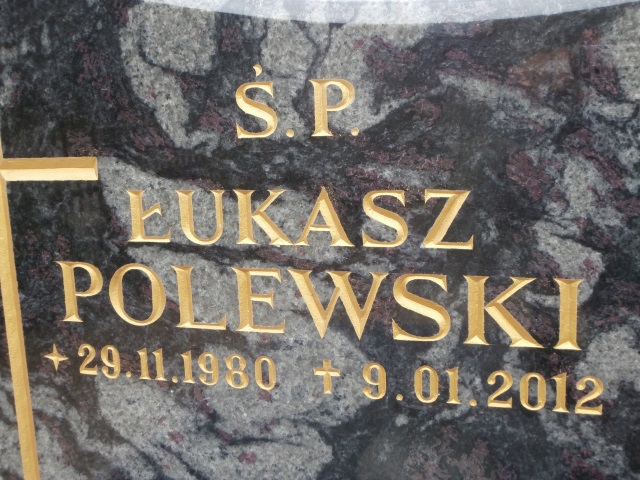 Ś.P.
ŁUKASZ
POLEWSKI
29.11.1980 9.01.2012